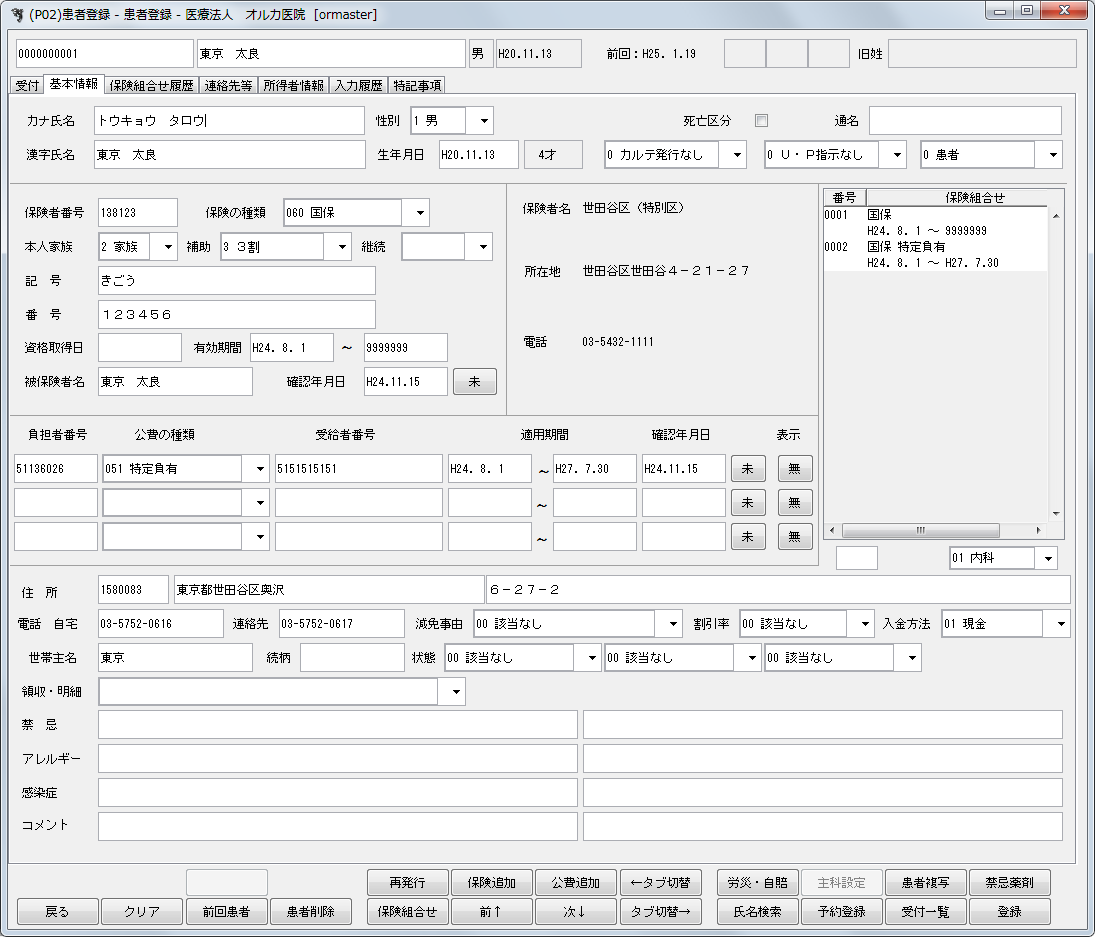 (P02)患者登録 - 患者登録 - 医療法人　オルカ医院 [ormaster]
0000000001 東京　太良 男 H20.11.13 前回：H25. 1.19 旧姓
受付 基本情報 保険組合せ履歴 連絡先等 所得者情報 入力履歴 特記事項
カナ氏名 トウキョウ　タロウ 性別 1 男 死亡区分 通名
漢字氏名 東京　太良 生年月日 H20.11.13 4才 0 カルテ発行なし 0 U・P指示なし 0 患者
保険者番号 138123 保険の種類 060 国保
本人家族 2 家族 補助 3 3割 継続
記　号 きごう
番　号 １２３４５６
資格取得日 有効期間 H24. 8. 1 ～ 9999999
被保険者名 東京　太良 確認年月日 H24.11.15 未
保険者名 世田谷区（特別区）
所在地 世田谷区世田谷４－２１－２７
電話 03-5432-1111
番号 保険組合せ
0001 国保
H24. 8. 1 ～ 9999999
0002 国保 特定負有
H24. 8. 1 ～ H27. 7.30
負担者番号 公費の種類 受給者番号 適用期間 確認年月日 表示
51136026 051 特定負有 5151515151 H24. 8. 1 ～ H27. 7.30 H24.11.15 未 無
～ 未 無
～ 未 無
01 内科
住　所 1580083 東京都世田谷区奥沢 ６－２７－２
電話　自宅 03-5752-0616 連絡先 03-5752-0617 減免事由 00 該当なし 割引率 00 該当なし 入金方法 01 現金
世帯主名 東京 続柄 状態 00 該当なし 00 該当なし 00 該当なし
領収・明細
禁　忌
アレルギー
感染症
コメント
再発行 保険追加 公費追加 ←タブ切替 労災・自賠 主科設定 患者複写 禁忌薬剤
戻る クリア 前回患者 患者削除 保険組合せ 前↑ 次↓ タブ切替→ 氏名検索 予約登録 受付一覧 登録